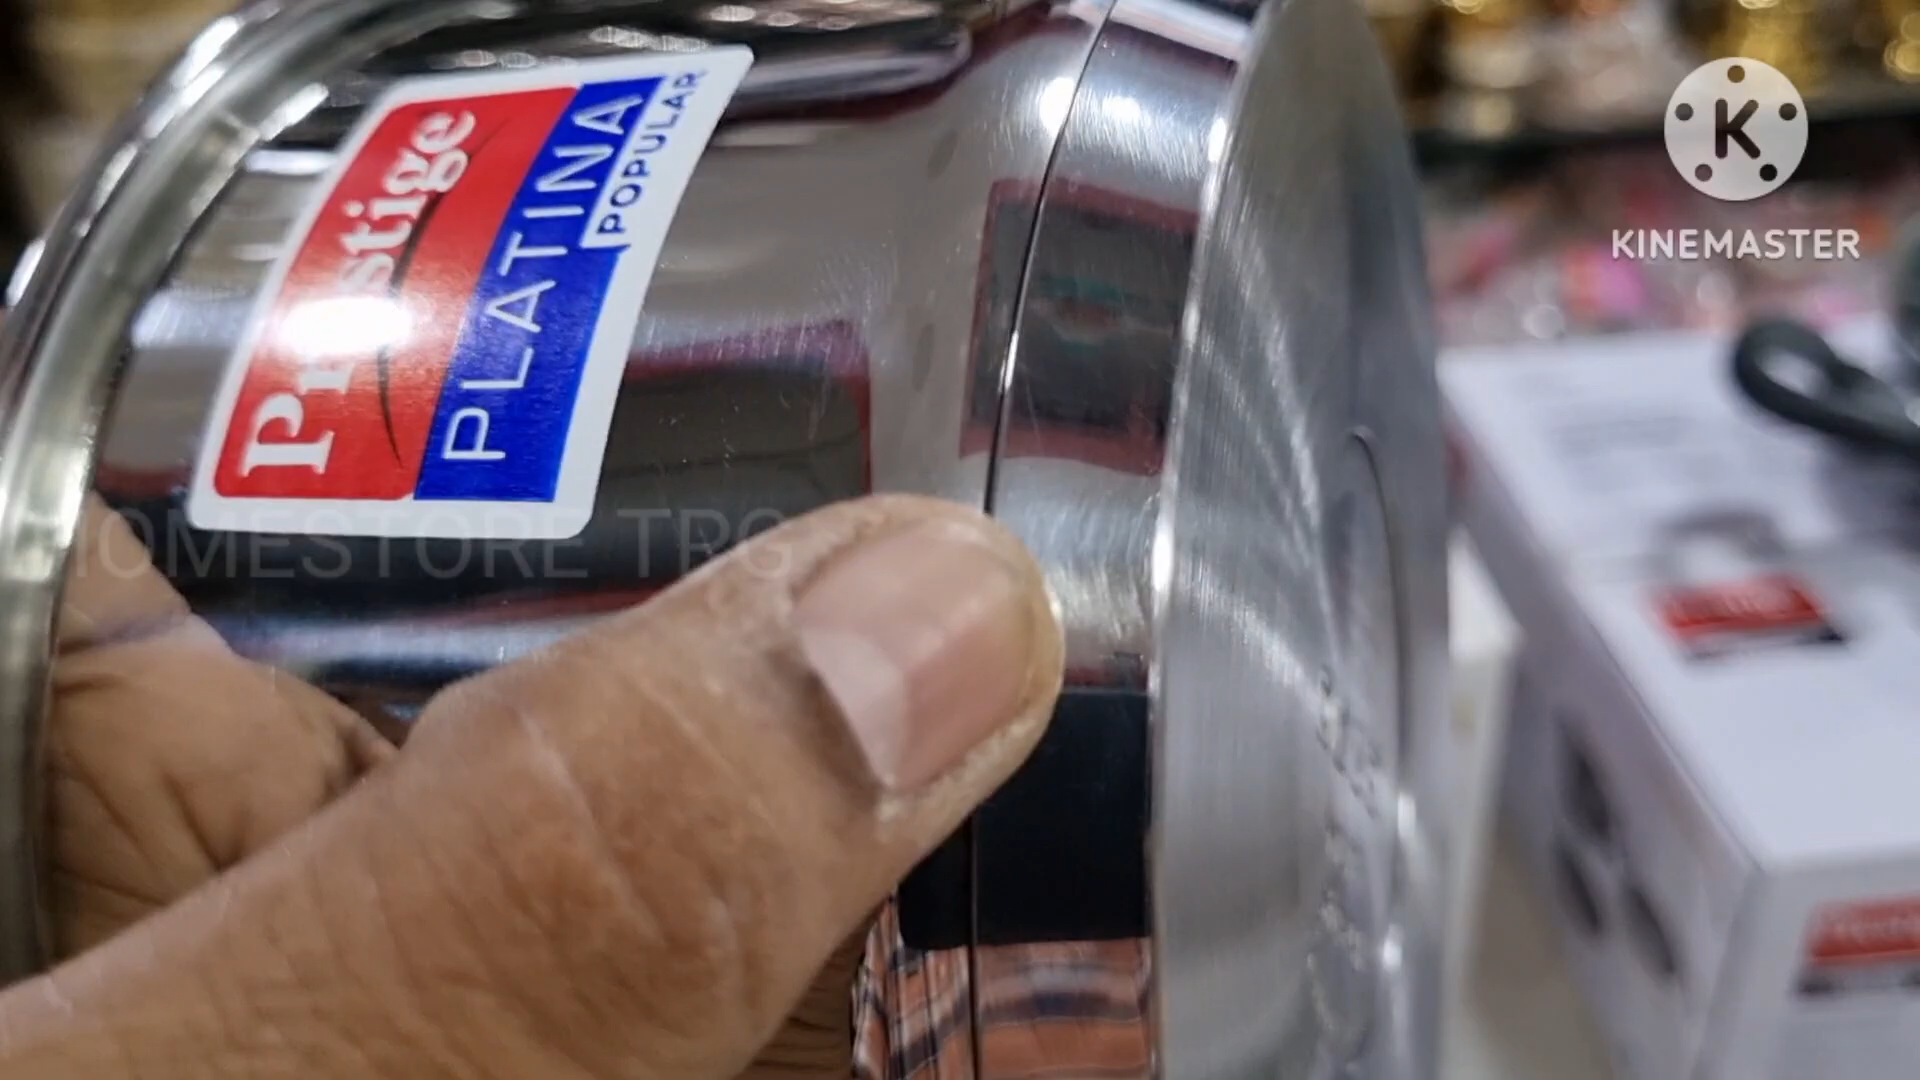 Prestige
PLATINA
POPULAR
K
KINEMASTER
HOMESTORE TPG